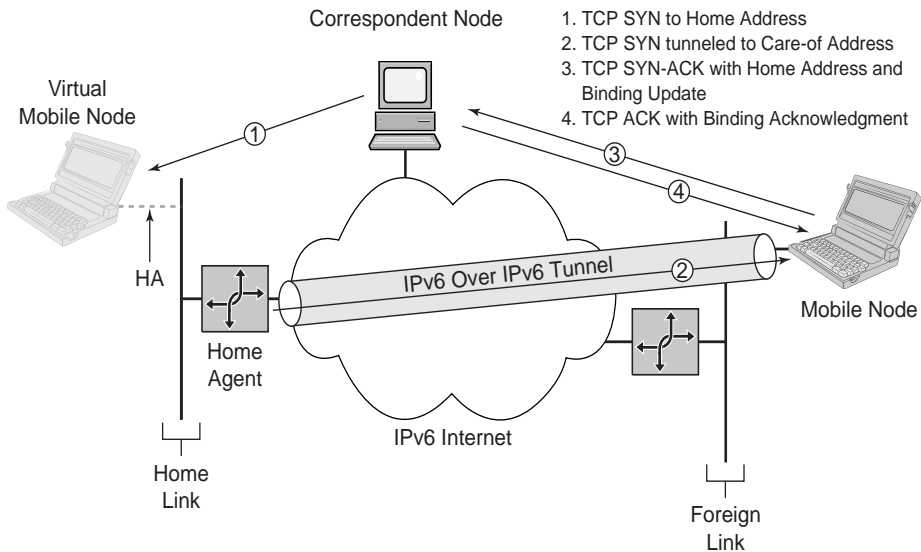 Correspondent Node
1. TCP SYN to Home Address
2. TCP SYN tunneled to Care-of Address
3. TCP SYN-ACK with Home Address and
Binding Update
4. TCP ACK with Binding Acknowledgment
Virtual
Mobile Node
1
3
4
HA
IPv6 Over IPv6 Tunnel
2
Mobile Node
Home
Agent
IPv6 Internet
Home
Link
Foreign
Link